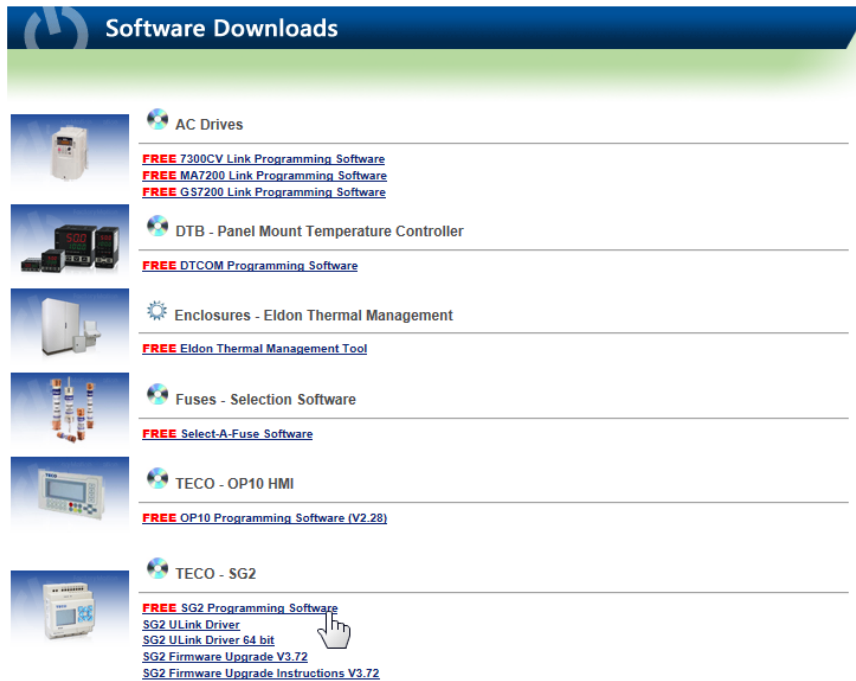 Software Downloads
AC Drives
FREE 7300CV Link Programming Software
FREE MA7200 Link Programming Software
FREE GS7200 Link Programming Software
DTB - Panel Mount Temperature Controller
FREE DTCOM Programming Software
Enclosures - Eldon Thermal Management
FREE Eldon Thermal Management Tool
Fuses - Selection Software
FREE Select-A-Fuse Software
TECO - OP10 HMI
FREE OP10 Programming Software (V2.28)
TECO - SG2
FREE SG2 Programming Software
SG2 ULink Driver
SG2 ULink Driver 64 bit
SG2 Firmware Upgrade V3.72
SG2 Firmware Upgrade Instructions V3.72